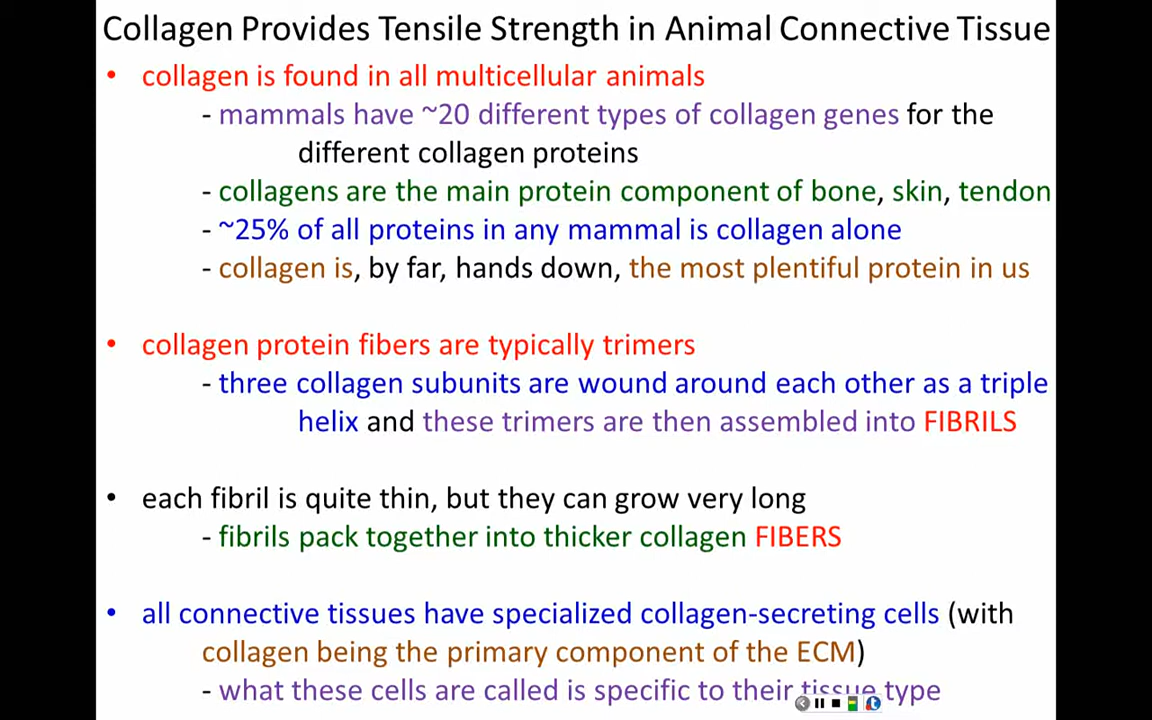 Collagen Provides Tensile Strength in Animal Connective Tissue
• collagen is found in all multicellular animals
- mammals have ~20 different types of collagen genes for the
different collagen proteins
- collagens are the main protein component of bone, skin, tendon
- ~25% of all proteins in any mammal is collagen alone
- collagen is, by far, hands down, the most plentiful protein in us
• collagen protein fibers are typically trimers
- three collagen subunits are wound around each other as a triple
helix and these trimers are then assembled into FIBRILS
• each fibril is quite thin, but they can grow very long
- fibrils pack together into thicker collagen FIBERS
• all connective tissues have specialized collagen-secreting cells (with
collagen being the primary component of the ECM)
- what these cells are called is specific to their tissue type